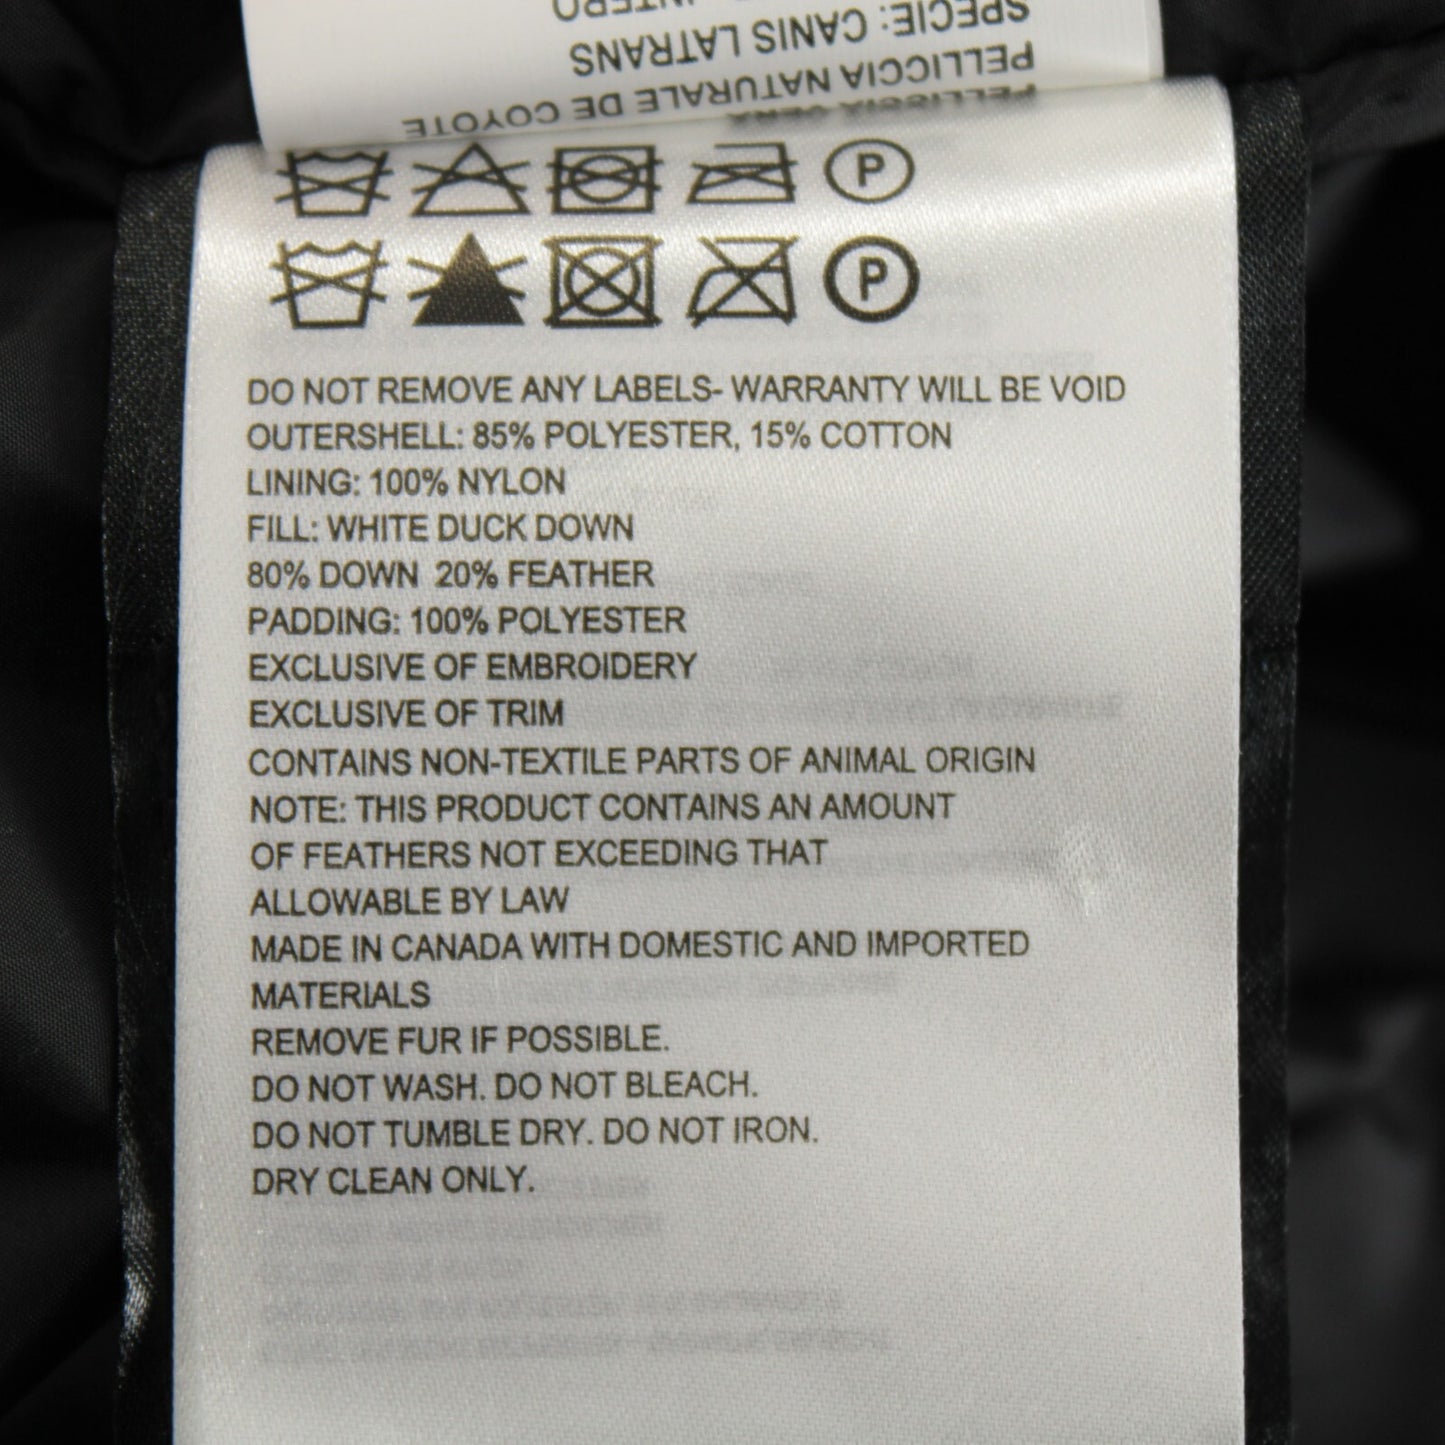 PELLICCIA NATURALE DE COYOTE
SPECIE: CANIS LATRANS
INTERO
P
P
DO NOT REMOVE ANY LABELS- WARRANTY WILL BE VOID
OUTERSHELL: 85% POLYESTER, 15% COTTON
LINING: 100% NYLON
FILL: WHITE DUCK DOWN
80% DOWN 20% FEATHER
PADDING: 100% POLYESTER
EXCLUSIVE OF EMBROIDERY
EXCLUSIVE OF TRIM
CONTAINS NON-TEXTILE PARTS OF ANIMAL ORIGIN
NOTE: THIS PRODUCT CONTAINS AN AMOUNT
OF FEATHERS NOT EXCEEDING THAT
ALLOWABLE BY LAW
MADE IN CANADA WITH DOMESTIC AND IMPORTED
MATERIALS
REMOVE FUR IF POSSIBLE.
DO NOT WASH. DO NOT BLEACH.
DO NOT TUMBLE DRY. DO NOT IRON.
DRY CLEAN ONLY.